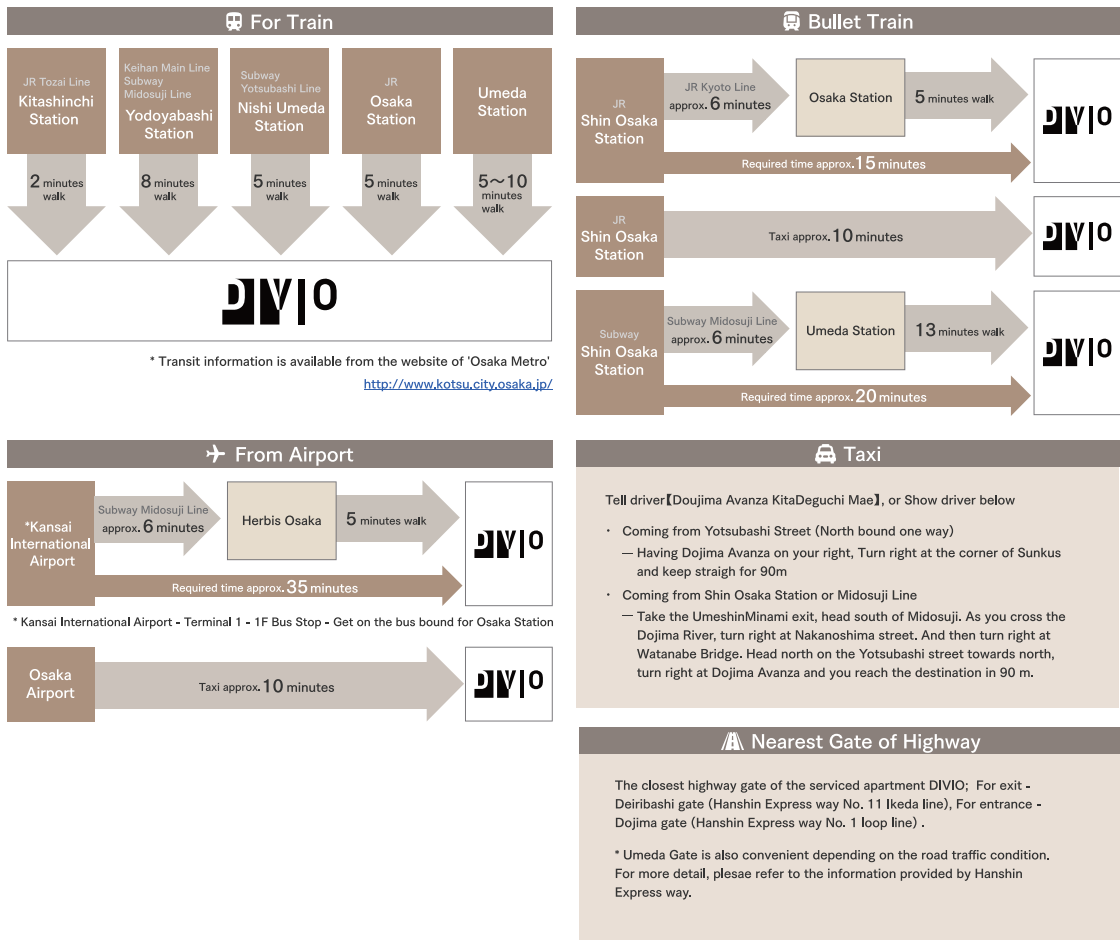 For Train
JR Tozai Line
Kitashinchi
Station
Keihan Main Line
Subway
Midosuji Line
Yodoyabashi
Station
Subway
Yotsubashi Line
Nishi Umeda
Station
JR
Osaka
Station
Umeda
Station
2 minutes
walk
8 minutes
walk
5 minutes
walk
5 minutes
walk
5～10
minutes
walk
DIVIO
* Transit information is available from the website of 'Osaka Metro'
http://www.kotsu.city.osaka.jp/
Bullet Train
JR
Shin Osaka
Station
JR Kyoto Line
approx. 6 minutes
Osaka Station
5 minutes walk
Required time approx. 15 minutes
DIVIO
JR
Shin Osaka
Station
Taxi approx. 10 minutes
DIVIO
Subway
Shin Osaka
Station
Subway Midosuji Line
approx. 6 minutes
Umeda Station
13 minutes walk
Required time approx. 20 minutes
DIVIO
From Airport
*Kansai
International
Airport
Subway Midosuji Line
approx. 6 minutes
Herbis Osaka
5 minutes walk
Required time approx. 35 minutes
DIVIO
* Kansai International Airport - Terminal 1 - 1F Bus Stop - Get on the bus bound for Osaka Station
Osaka
Airport
Taxi approx. 10 minutes
DIVIO
Taxi
Tell driver【Doujima Avanza KitaDeguchi Mae】, or Show driver below
・ Coming from Yotsubashi Street (North bound one way)
— Having Dojima Avanza on your right, Turn right at the corner of Sunkus
and keep straigh for 90m
・ Coming from Shin Osaka Station or Midosuji Line
— Take the UmeshinMinami exit, head south of Midosuji. As you cross the
Dojima River, turn right at Nakanoshima street. And then turn right at
Watanabe Bridge. Head north on the Yotsubashi street towards north,
turn right at Dojima Avanza and you reach the destination in 90 m.
Nearest Gate of Highway
The closest highway gate of the serviced apartment DIVIO; For exit -
Deiribashi gate (Hanshin Express way No. 11 Ikeda line), For entrance -
Dojima gate (Hanshin Express way No. 1 loop line) .
* Umeda Gate is also convenient depending on the road traffic condition.
For more detail, plesae refer to the information provided by Hanshin
Express way.